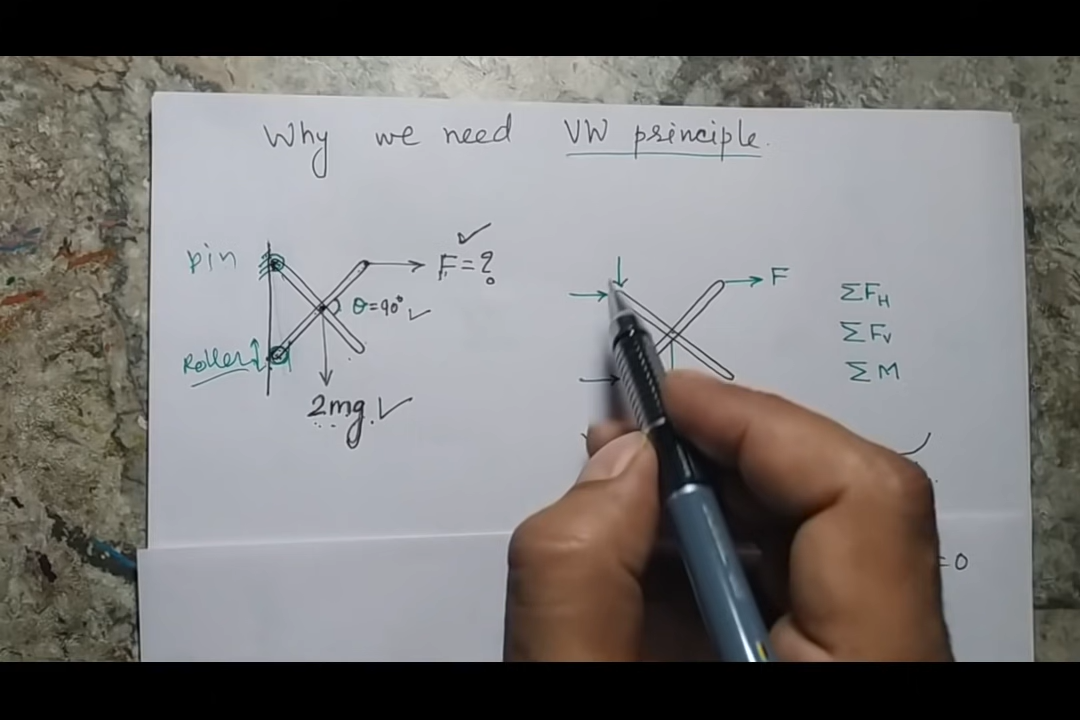 Why we need VW principle.
pin
F=?
θ=90°
Roller
2mg
F
ΣF_H
ΣF_V
ΣM
=0